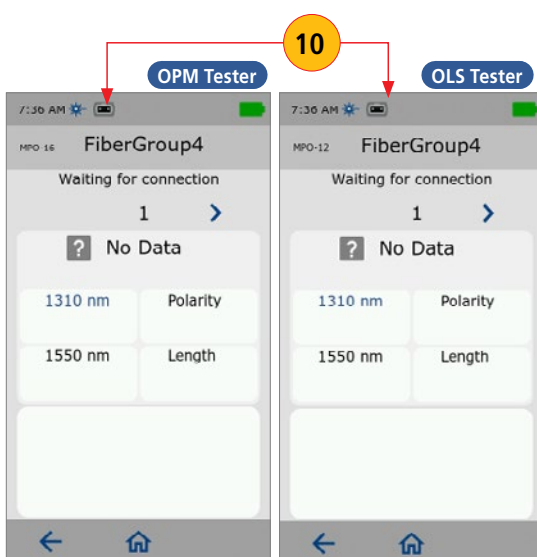 10
OPM Tester
7:36 AM
MPO 16 FiberGroup4
Waiting for connection
1
? No Data
1310 nm Polarity
1550 nm Length
OLS Tester
7:36 AM
MPO-12 FiberGroup4
Waiting for connection
1
? No Data
1310 nm Polarity
1550 nm Length